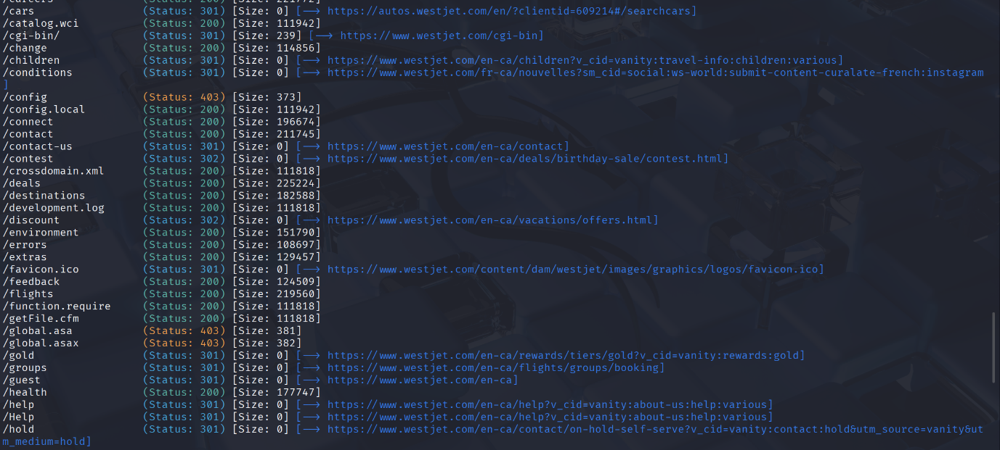 /cars (Status: 301) [Size: 0] [--> https://autos.westjet.com/en/?clientid=609214#/searchcars]
/catalog.wci (Status: 200) [Size: 111942]
/cgi-bin/ (Status: 301) [Size: 239] [--> https://www.westjet.com/cgi-bin]
/change (Status: 200) [Size: 114856]
/children (Status: 301) [Size: 0] [--> https://www.westjet.com/en-ca/children?v_cid=vanity:travel-info:children:various]
/conditions (Status: 301) [Size: 0] [--> https://www.westjet.com/fr-ca/nouvelles?sm_cid=social:ws-world:submit-content-curalate-french:instagram
]
/config (Status: 403) [Size: 373]
/config.local (Status: 200) [Size: 111942]
/connect (Status: 200) [Size: 196674]
/contact (Status: 200) [Size: 211745]
/contact-us (Status: 301) [Size: 0] [--> https://www.westjet.com/en-ca/contact]
/contest (Status: 302) [Size: 0] [--> https://www.westjet.com/en-ca/deals/birthday-sale/contest.html]
/crossdomain.xml (Status: 200) [Size: 111818]
/deals (Status: 200) [Size: 225224]
/destinations (Status: 200) [Size: 182588]
/development.log (Status: 200) [Size: 111818]
/discount (Status: 302) [Size: 0] [--> https://www.westjet.com/en-ca/vacations/offers.html]
/environment (Status: 200) [Size: 151790]
/errors (Status: 200) [Size: 108697]
/extras (Status: 200) [Size: 129457]
/favicon.ico (Status: 301) [Size: 0] [--> https://www.westjet.com/content/dam/westjet/images/graphics/logos/favicon.ico]
/feedback (Status: 200) [Size: 124509]
/flights (Status: 200) [Size: 219560]
/function.require (Status: 200) [Size: 111818]
/getFile.cfm (Status: 200) [Size: 111818]
/global.asa (Status: 403) [Size: 381]
/global.asax (Status: 403) [Size: 382]
/gold (Status: 301) [Size: 0] [--> https://www.westjet.com/en-ca/rewards/tiers/gold?v_cid=vanity:rewards:gold]
/groups (Status: 301) [Size: 0] [--> https://www.westjet.com/en-ca/flights/groups/booking]
/guest (Status: 301) [Size: 0] [--> https://www.westjet.com/en-ca]
/health (Status: 200) [Size: 177747]
/help (Status: 301) [Size: 0] [--> https://www.westjet.com/en-ca/help?v_cid=vanity:about-us:help:various]
/Help (Status: 301) [Size: 0] [--> https://www.westjet.com/en-ca/help?v_cid=vanity:about-us:help:various]
/hold (Status: 301) [Size: 0] [--> https://www.westjet.com/en-ca/contact/on-hold-self-serve?v_cid=vanity:contact:hold&utm_source=vanity&ut
m_medium=hold]